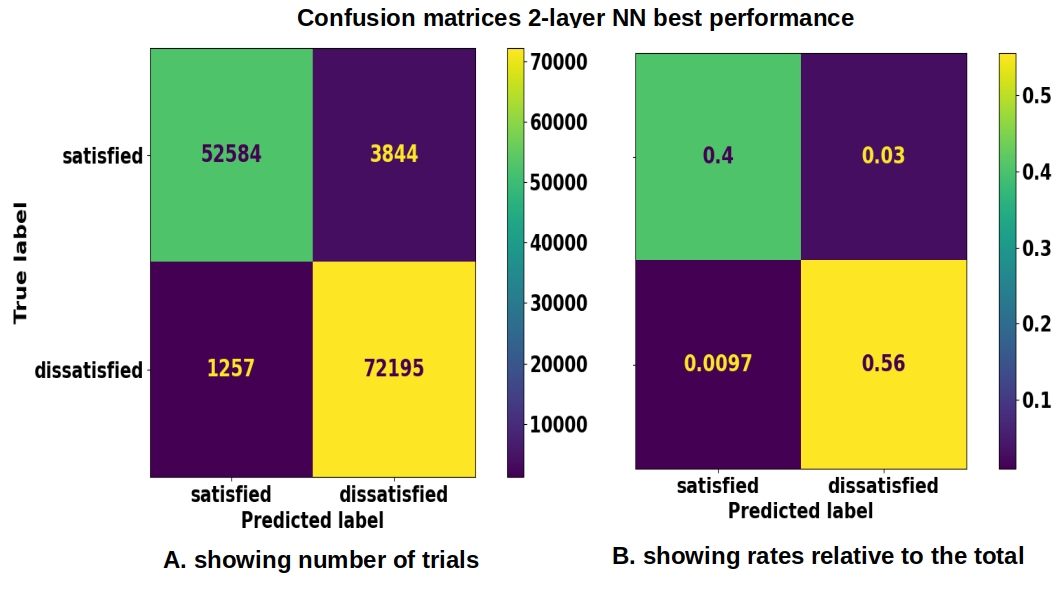 Confusion matrices 2-layer NN best performance
True label
satisfied
dissatisfied
52584 3844
1257 72195
satisfied dissatisfied
Predicted label
70000
60000
50000
40000
30000
20000
10000
A. showing number of trials
0.4 0.03
0.0097 0.56
satisfied dissatisfied
Predicted label
0.5
0.4
0.3
0.2
0.1
B. showing rates relative to the total